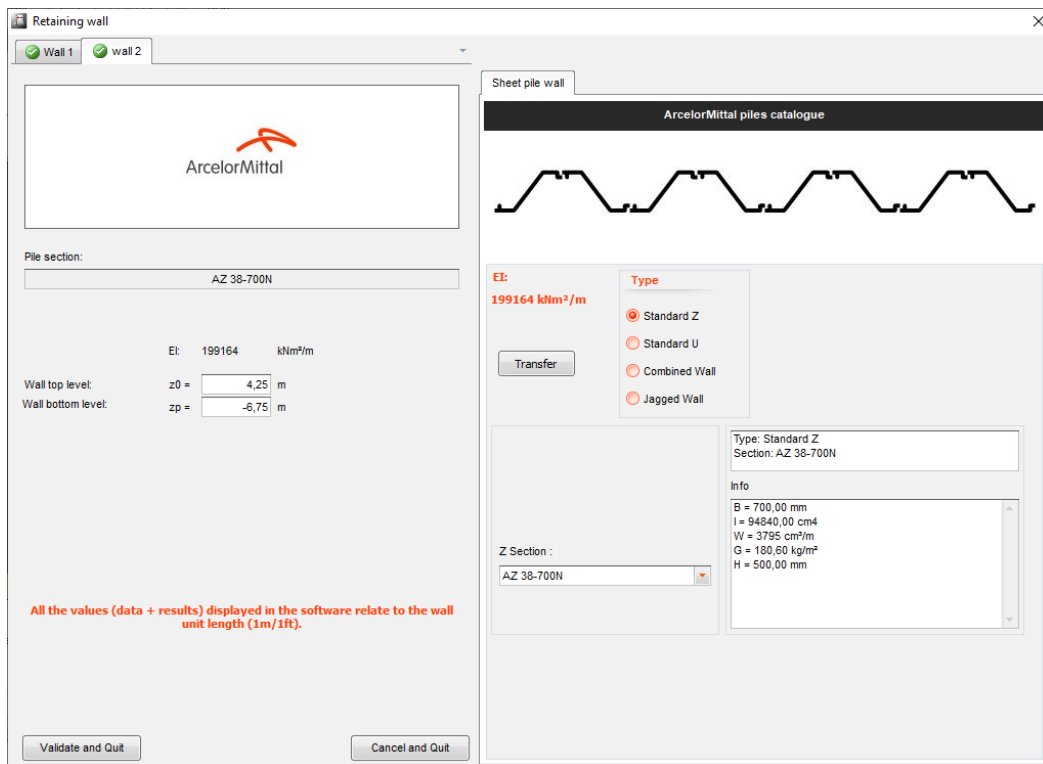 Retaining wall
Wall 1
wall 2
ArcelorMittal
Pile section:
AZ 38-700N
EI: 199164 kNm²/m
Wall top level: z0 = 4,25 m
Wall bottom level: zp = -6,75 m
All the values (data + results) displayed in the software relate to the wall
unit length (1m/1ft).
Validate and Quit
Cancel and Quit
Sheet pile wall
ArcelorMittal piles catalogue
EI:
199164 kNm²/m
Transfer
Type
Standard Z
Standard U
Combined Wall
Jagged Wall
Z Section :
AZ 38-700N
Type: Standard Z
Section: AZ 38-700N
Info
B = 700,00 mm
I = 94840,00 cm4
W = 3795 cm³/m
G = 180,60 kg/m²
H = 500,00 mm